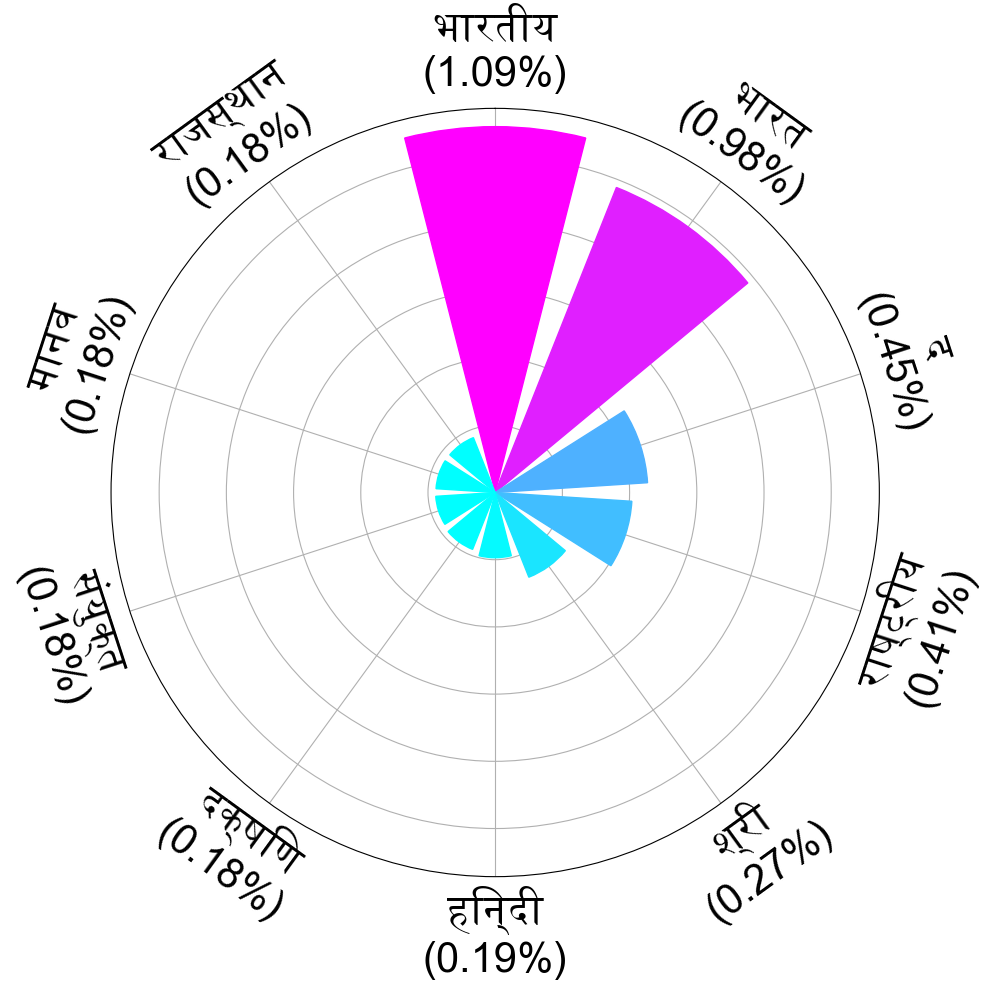 भारतीय
(1.09%)
भारत
(0.98%)
(0.45%)
राष्ट्रीय
(0.41%)
श्री
(0.27%)
हिन्दी
(0.19%)
दक्षिण
(0.18%)
संयुक्त
(0.18%)
मानव
(0.18%)
राजस्थान
(0.18%)